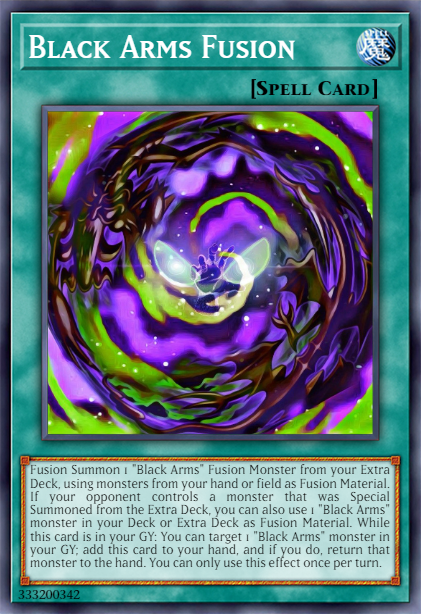 Black Arms Fusion
魔
[Spell Card]
Fusion Summon 1 "Black Arms" Fusion Monster from your Extra
Deck, using monsters from your hand or field as Fusion Material.
If your opponent controls a monster that was Special
Summoned from the Extra Deck, you can also use 1 "Black Arms"
monster in your Deck or Extra Deck as Fusion Material. While
this card is in your GY: You can target 1 "Black Arms" monster in
your GY; add this card to your hand, and if you do, return that
monster to the hand. You can only use this effect once per turn.
333200342